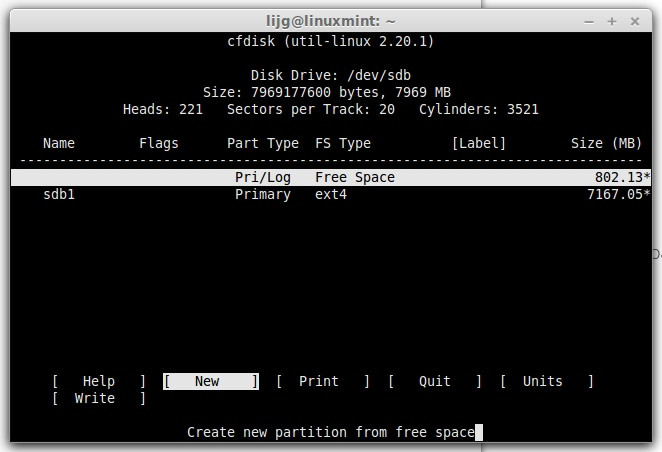 lijg@linuxmint: ~
cfdisk (util-linux 2.20.1)
Disk Drive: /dev/sdb
Size: 7969177600 bytes, 7969 MB
Heads: 221 Sectors per Track: 20 Cylinders: 3521
Name Flags Part Type FS Type [Label] Size (MB)
Pri/Log Free Space 802.13*
sdb1 Primary ext4 7167.05*
[ Help ] [ New ] [ Print ] [ Quit ] [ Units ]
[ Write ]
Create new partition from free space